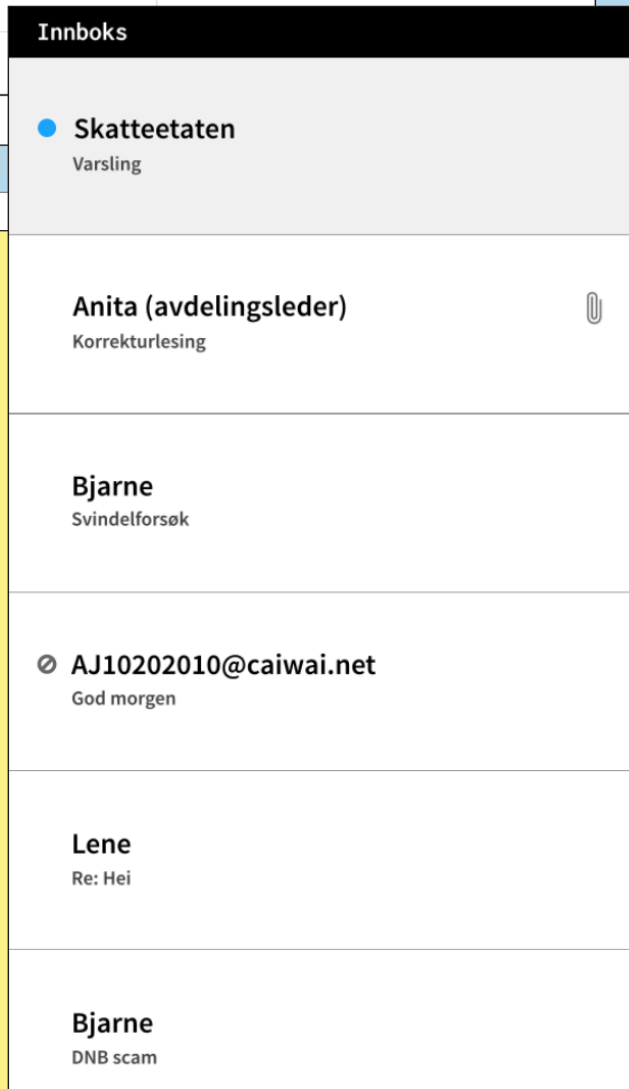 Innboks
Skatteetaten
Varsling
Anita (avdelingsleder)
Korrekturlesing
Bjarne
Svindelforsøk
AJ10202010@caiwai.net
God morgen
Lene
Re: Hei
Bjarne
DNB scam